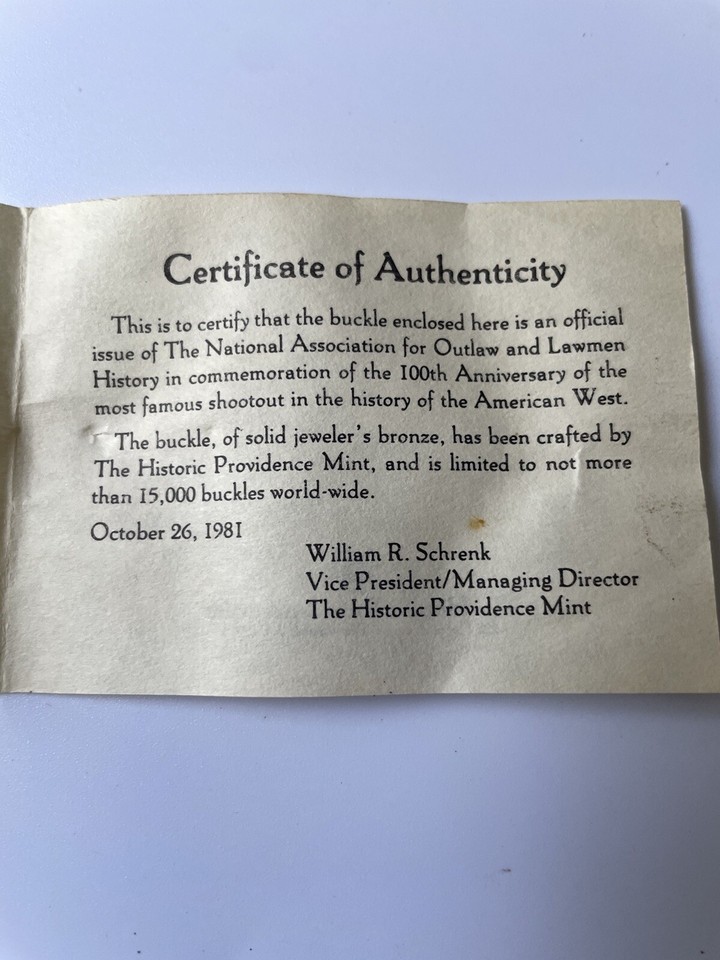 Certificate of Authenticity
This is to certify that the buckle enclosed here is an official
issue of The National Association for Outlaw and Lawmen
History in commemoration of the 100th Anniversary of the
most famous shootout in the history of the American West.
The buckle, of solid jeweler's bronze, has been crafted by
The Historic Providence Mint, and is limited to not more
than 15,000 buckles world-wide.
October 26, 1981
William R. Schrenk
Vice President/Managing Director
The Historic Providence Mint